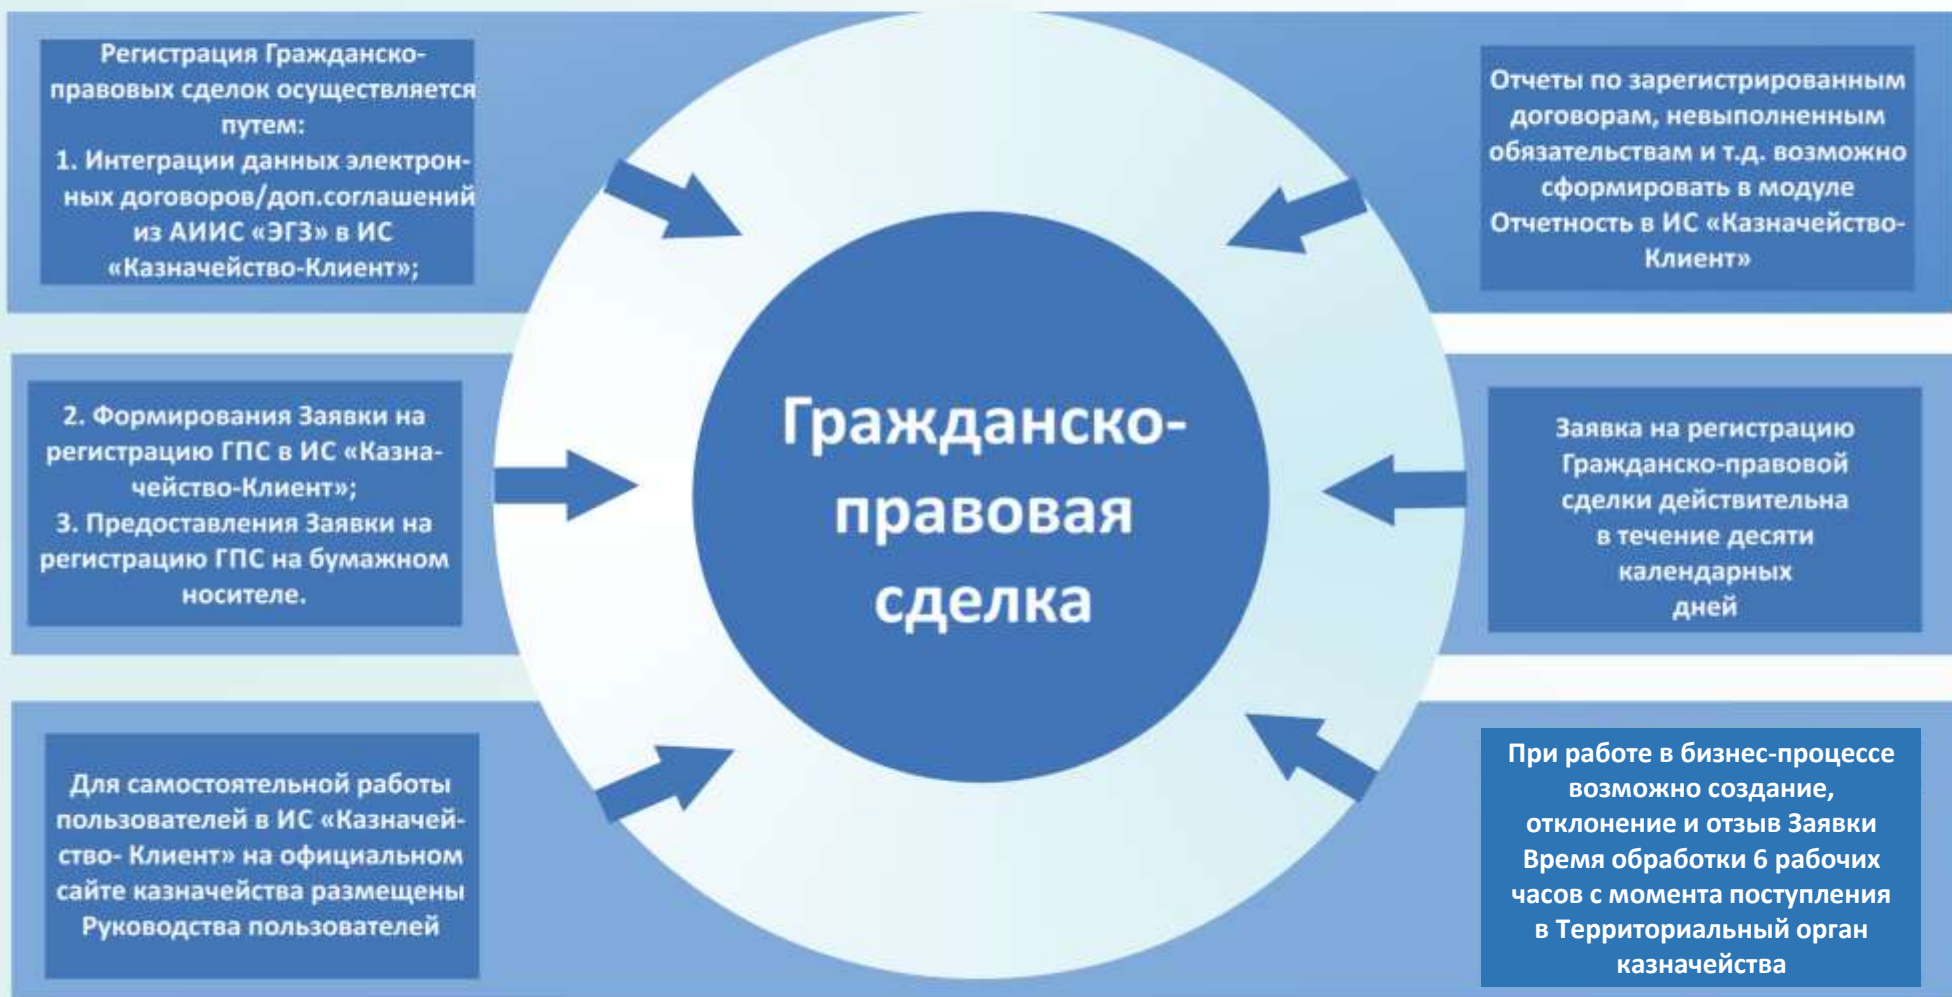 Регистрация Гражданско-
правовых сделок осуществляется
путем:
1. Интеграции данных электрон-
ных договоров/доп.соглашений
из АИИС «ЭГЗ» в ИС
«Казначейство-Клиент»;
2. Формирования Заявки на
регистрацию ГПС в ИС «Казна-
чейство-Клиент»;
3. Предоставления Заявки на
регистрацию ГПС на бумажном
носителе.
Для самостоятельной работы
пользователей в ИС «Казначей-
ство- Клиент» на официальном
сайте казначейства размещены
Руководства пользователей
Гражданско-
правовая
сделка
Отчеты по зарегистрированным
договорам, невыполненным
обязательствам и т.д. возможно
сформировать в модуле
Отчетность в ИС «Казначейство-
Клиент»
Заявка на регистрацию
Гражданско-правовой
сделки действительна
в течение десяти
календарных
дней
При работе в бизнес-процессе
возможно создание,
отклонение и отзыв Заявки
Время обработки 6 рабочих
часов с момента поступления
в Территориальный орган
казначейства